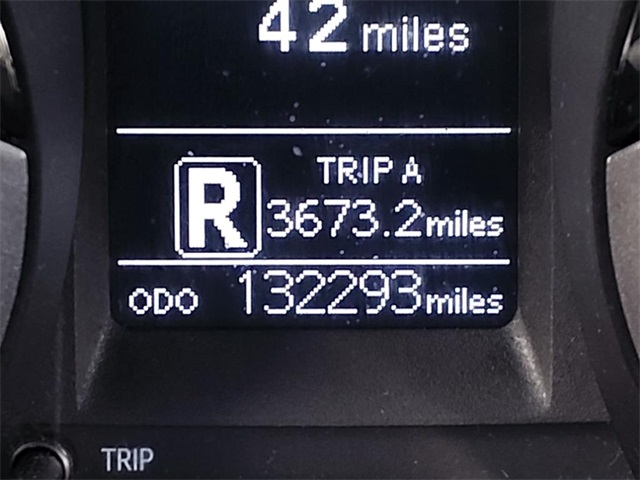 42 miles
TRIP A
R 3673.2 miles
ODO 132293 miles
TRIP